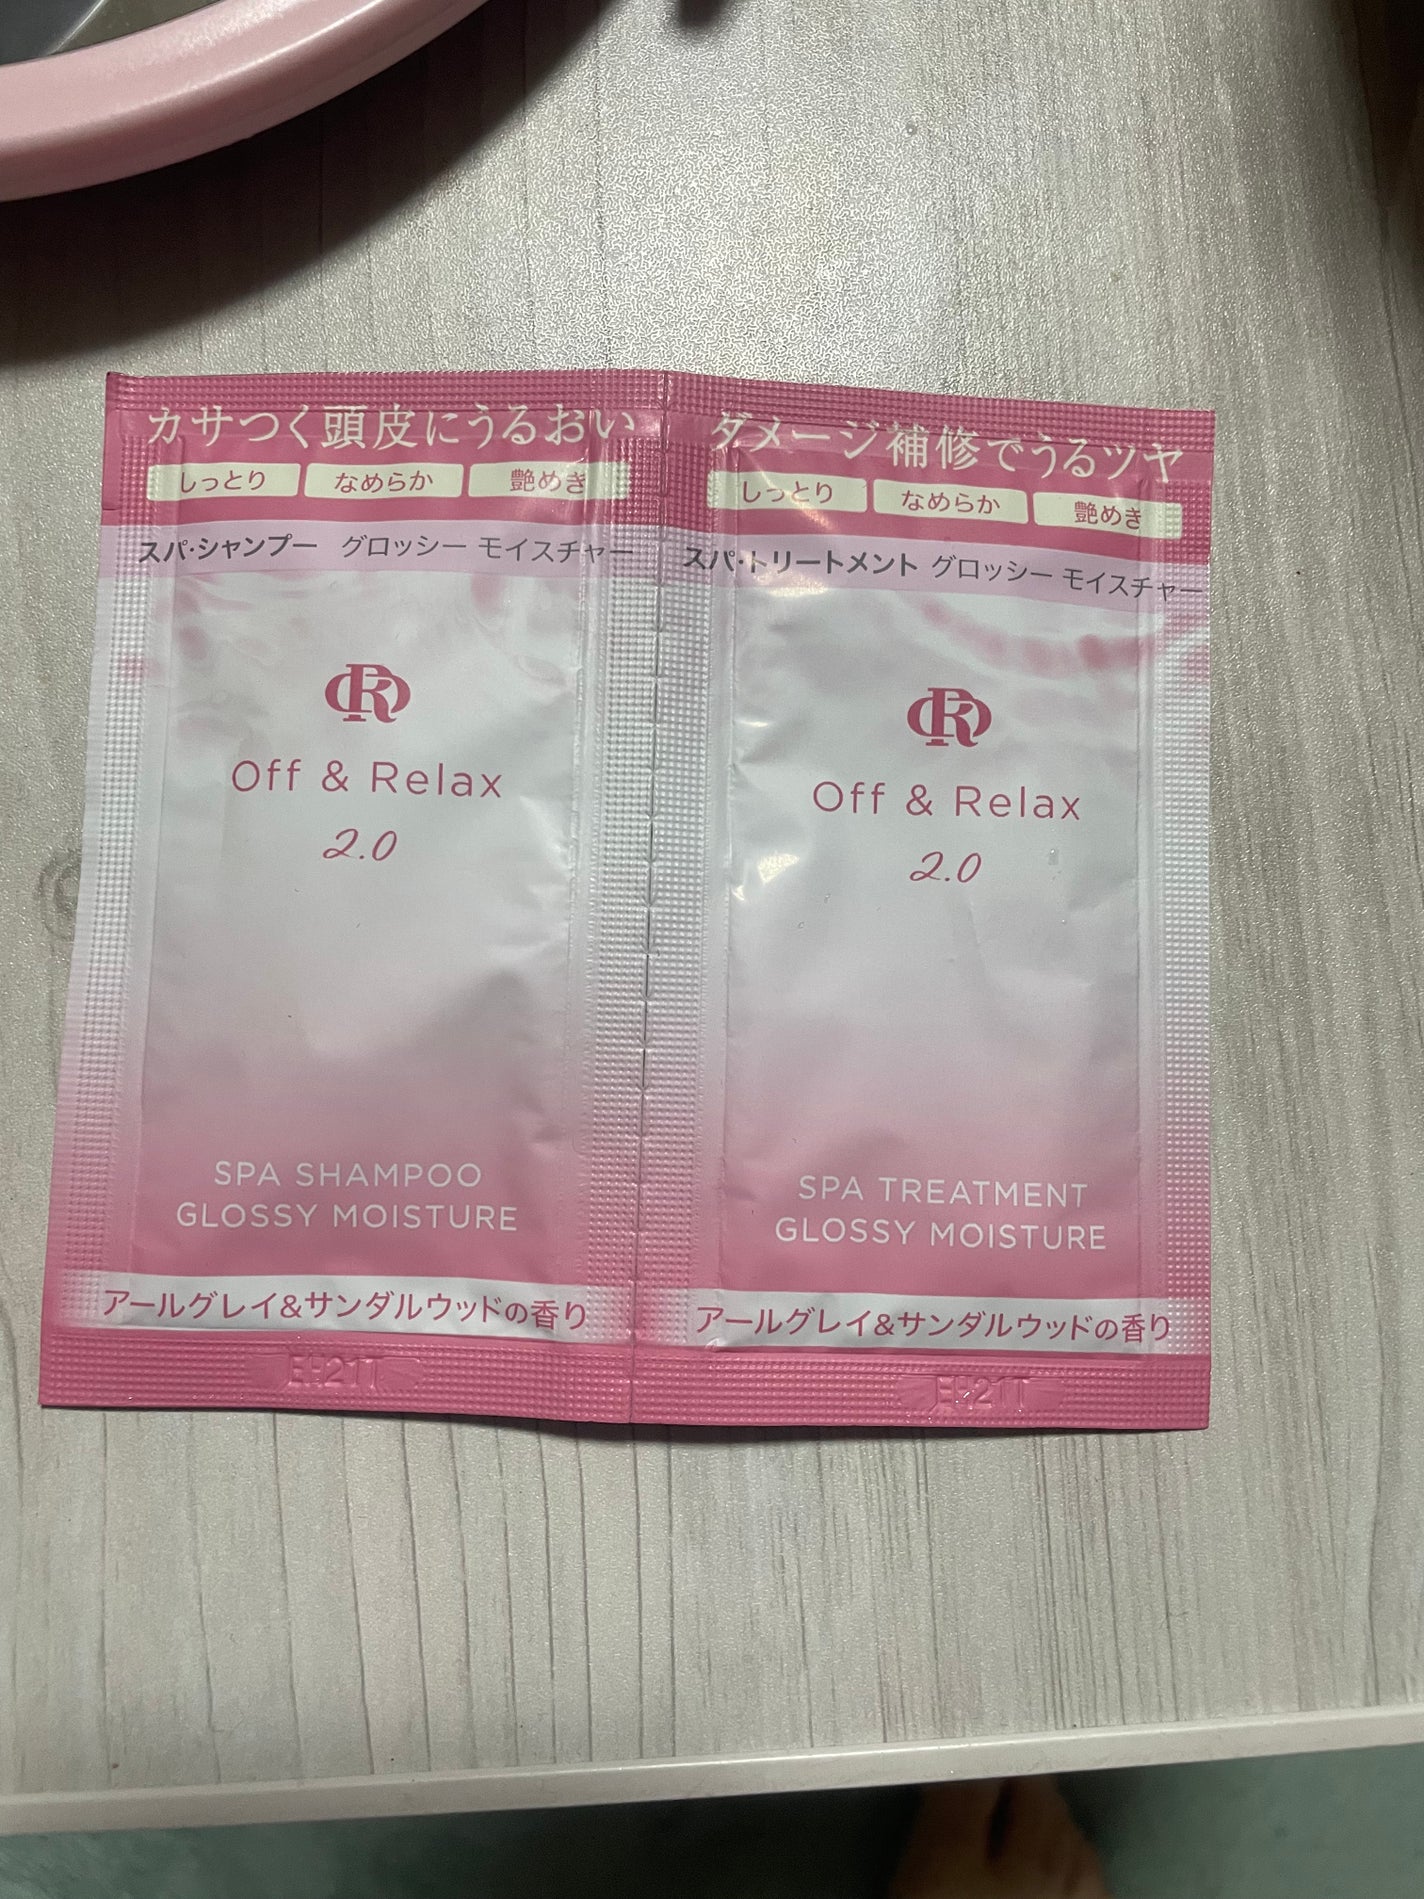 カサつく頭皮にうるおい
しっとり なめらか 艶めき
スパ・シャンプー グロッシー モイスチャー
Off & Relax
2.0
SPA SHAMPOO
GLOSSY MOISTURE
アールグレイ&サンダルウッドの香り
EH21T
ダメージ補修でうるツヤ
しっとり なめらか 艶めき
スパ・トリートメント グロッシー モイスチャー
Off & Relax
2.0
SPA TREATMENT
GLOSSY MOISTURE
アールグレイ&サンダルウッドの香り
EH21T